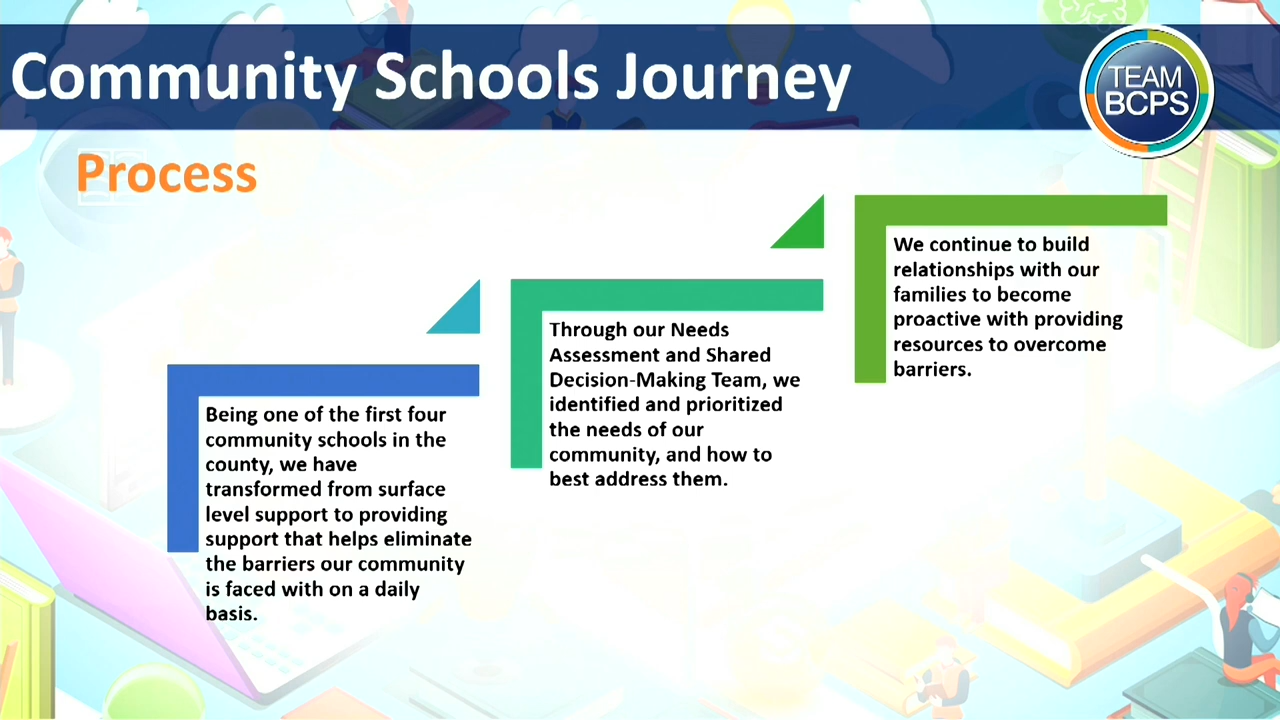 Community Schools Journey
TEAM
BCPS
Process
Being one of the first four
community schools in the
county, we have
transformed from surface
level support to providing
support that helps eliminate
the barriers our community
is faced with on a daily
basis.
Through our Needs
Assessment and Shared
Decision-Making Team, we
identified and prioritized
the needs of our
community, and how to
best address them.
We continue to build
relationships with our
families to become
proactive with providing
resources to overcome
barriers.